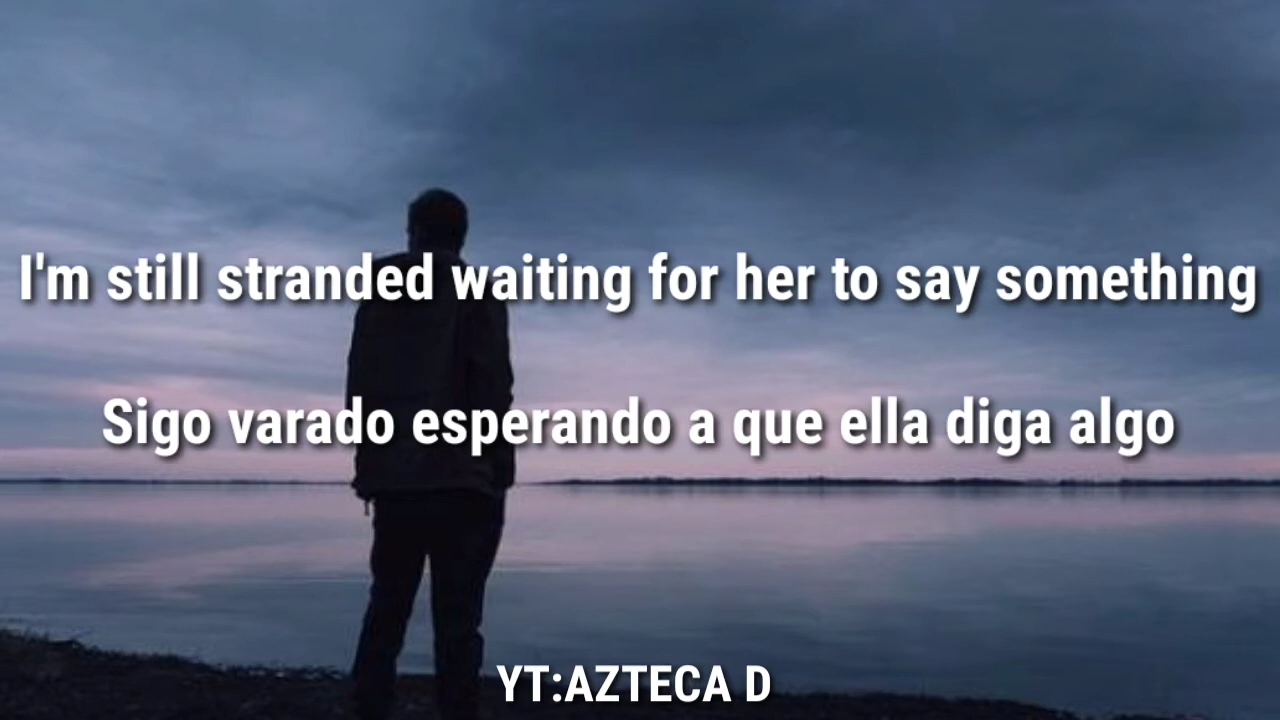 I'm still stranded waiting for her to say something
Sigo varado esperando a que ella diga algo
YT:AZTECA D